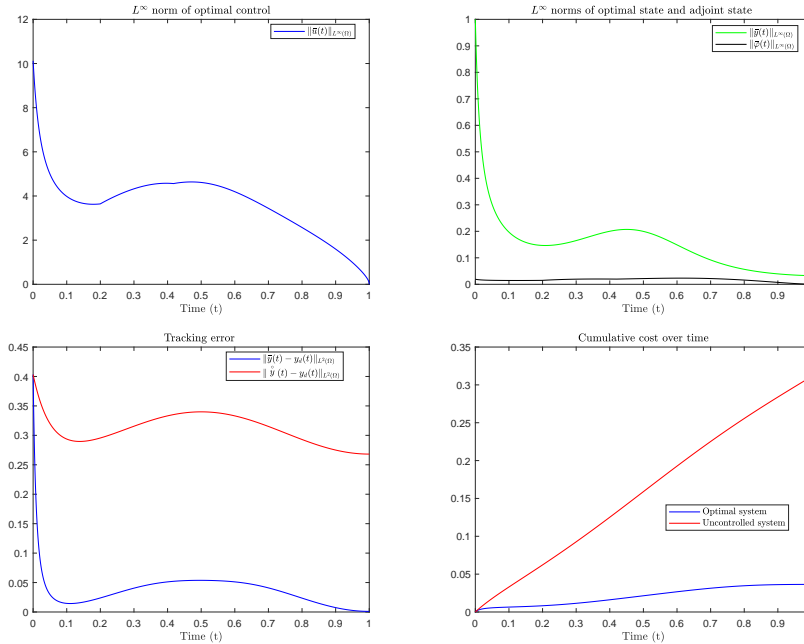 L^∞ norm of optimal control
‖ū(t)‖_{L^∞(Ω)}
12
10
8
6
4
2
0
0 0.1 0.2 0.3 0.4 0.5 0.6 0.7 0.8 0.9 1
Time (t)
L^∞ norms of optimal state and adjoint state
‖ȳ(t)‖_{L^∞(Ω)}
‖φ̄(t)‖_{L^∞(Ω)}
1
0.9
0.8
0.7
0.6
0.5
0.4
0.3
0.2
0.1
0
0 0.1 0.2 0.3 0.4 0.5 0.6 0.7 0.8 0.9
Time (t)
Tracking error
‖ȳ(t) − y_d(t)‖_{L^2(Ω)}
‖ẙ(t) − y_d(t)‖_{L^2(Ω)}
0.45
0.4
0.35
0.3
0.25
0.2
0.15
0.1
0.05
0
0 0.1 0.2 0.3 0.4 0.5 0.6 0.7 0.8 0.9 1
Time (t)
Cumulative cost over time
0.35
0.3
0.25
0.2
0.15
0.1
0.05
0
Optimal system
Uncontrolled system
0 0.1 0.2 0.3 0.4 0.5 0.6 0.7 0.8 0.9
Time (t)